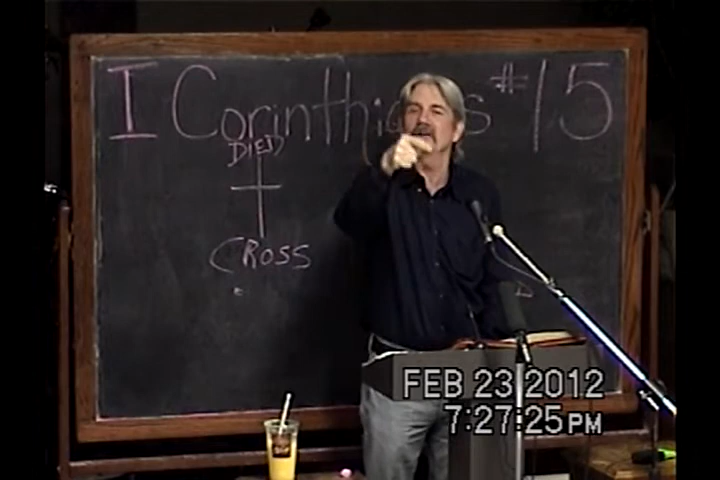 I Corinthians #15
DIED
CROSS
FEB 23 2012
7:27:25 PM